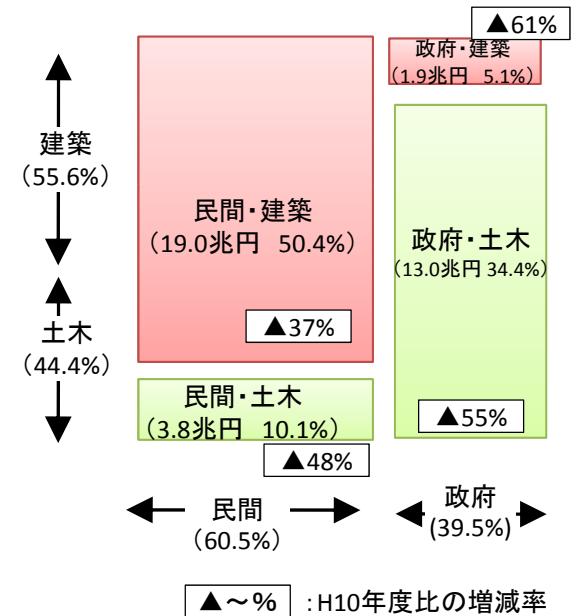 ▲61%
政府・建築
（1.9兆円 5.1%）
建築
（55.6%）
民間・建築
（19.0兆円 50.4%）
政府・土木
（13.0兆円 34.4%）
▲37%
土木
（44.4%）
民間・土木
（3.8兆円 10.1%）
▲55%
▲48%
民間
（60.5%）
政府
(39.5%)
▲～% :H10年度比の増減率